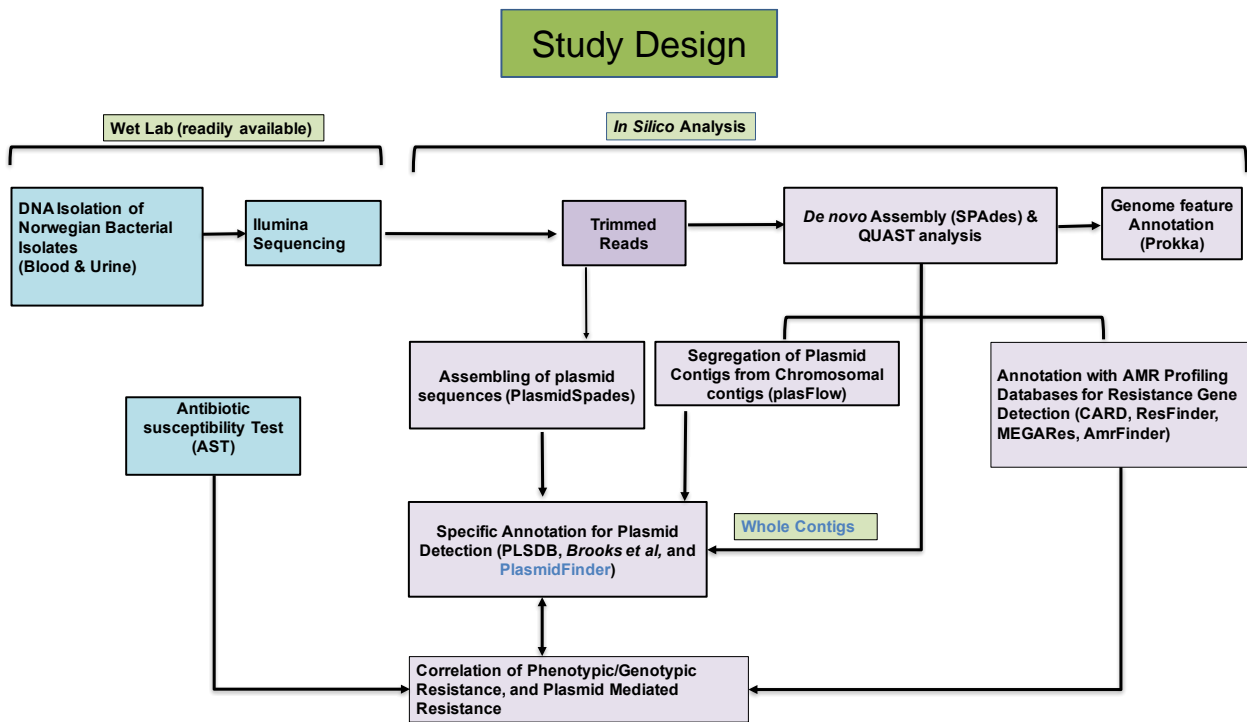 Study Design
Wet Lab (readily available)
In Silico Analysis
DNA Isolation of
Norwegian Bacterial
Isolates
(Blood & Urine)
Ilumina
Sequencing
Trimmed
Reads
De novo Assembly (SPAdes) &
QUAST analysis
Genome feature
Annotation
(Prokka)
Assembling of plasmid
sequences (PlasmidSpades)
Segregation of Plasmid
Contigs from Chromosomal
contigs (plasFlow)
Annotation with AMR Profiling
Databases for Resistance Gene
Detection (CARD, ResFinder,
MEGARes, AmrFinder)
Antibiotic
susceptibility Test
(AST)
Specific Annotation for Plasmid
Detection (PLSDB, Brooks et al, and
PlasmidFinder)
Whole Contigs
Correlation of Phenotypic/Genotypic
Resistance, and Plasmid Mediated
Resistance